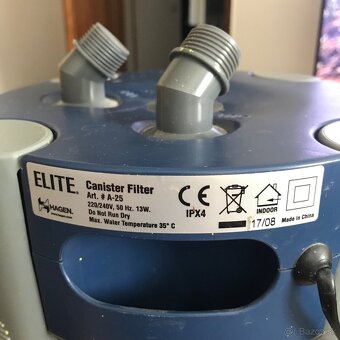 ELITE. Canister Filter
Art. # A-25
220/240V, 50 Hz. 13W.
Do Not Run Dry
Max. Water Temperature 35° C
HAGEN.
CE
IPX4
INDOOR
17/08
Made in China